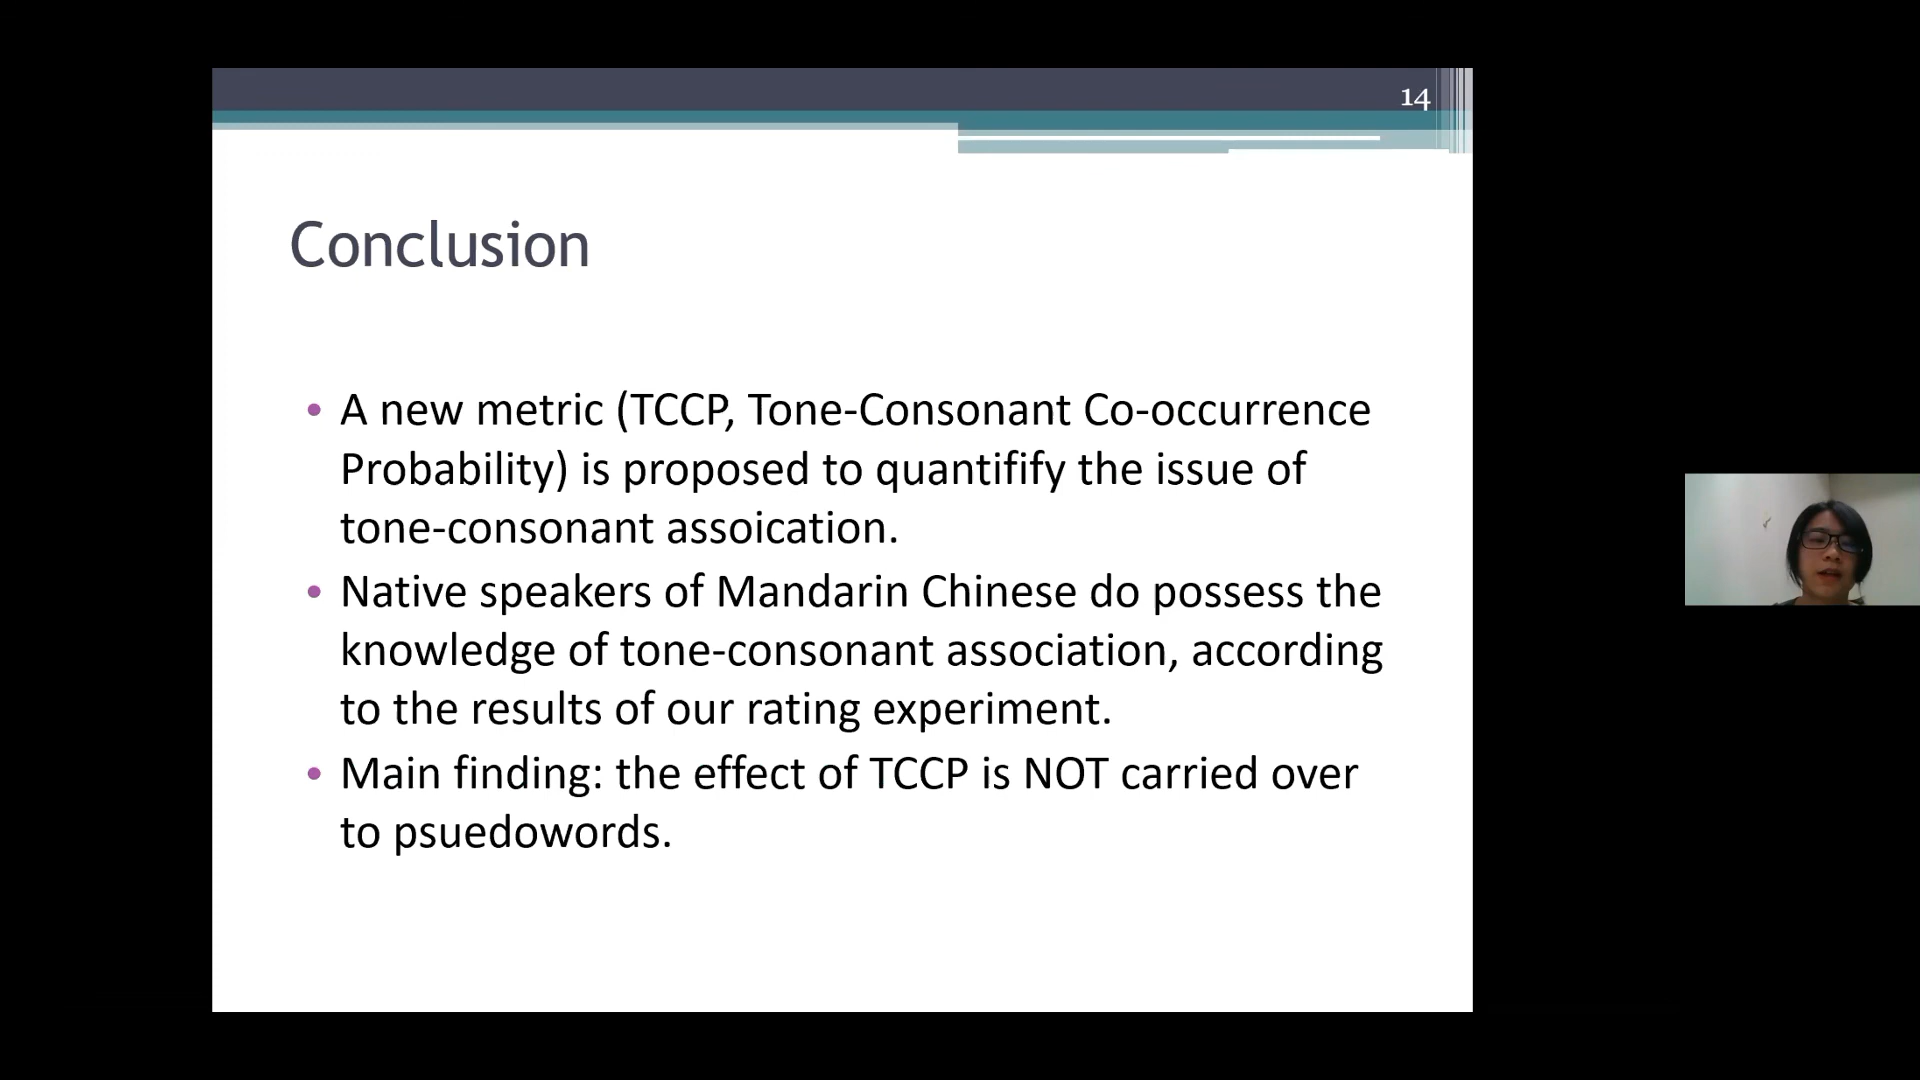 14
Conclusion
• A new metric (TCCP, Tone-Consonant Co-occurrence
Probability) is proposed to quantifify the issue of
tone-consonant assoication.
• Native speakers of Mandarin Chinese do possess the
knowledge of tone-consonant association, according
to the results of our rating experiment.
• Main finding: the effect of TCCP is NOT carried over
to psuedowords.